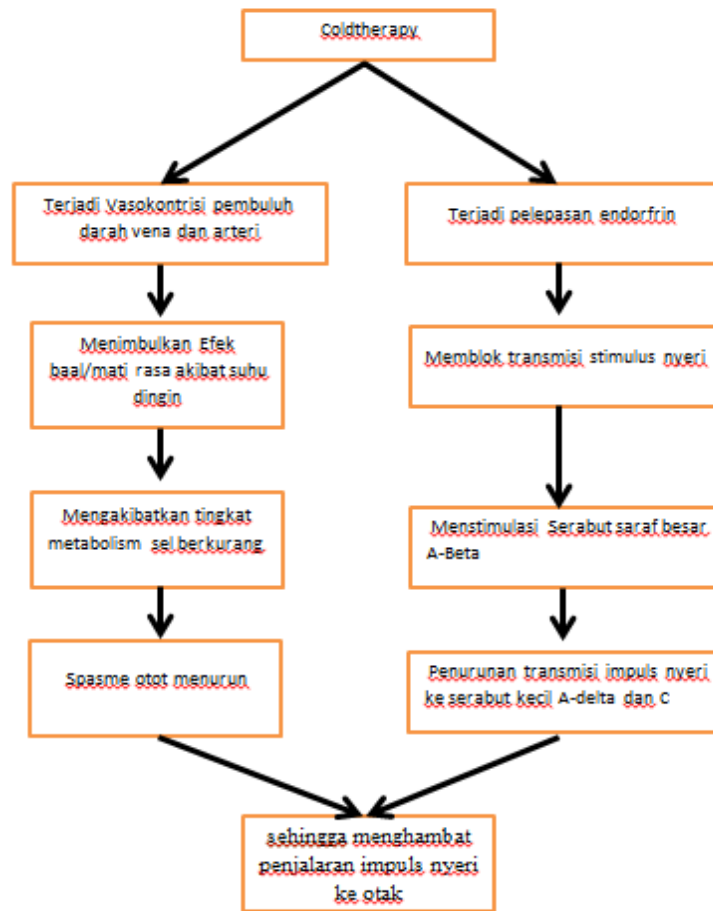 Coldtherapy
Terjadi Vasokontrisi pembuluh
darah vena dan arteri
Terjadi pelepasan endorfrin
Menimbulkan Efek
baal/mati rasa akibat suhu
dingin
Memblok transmisi stimulus nyeri
Mengakibatkan tingkat
metabolism sel berkurang
Menstimulasi Serabut saraf besar
A-Beta
Spasme otot menurun
Penurunan transmisi impuls nyeri
ke serabut kecil A-delta dan C
sehingga menghambat
penjalaran impuls nyeri
ke otak